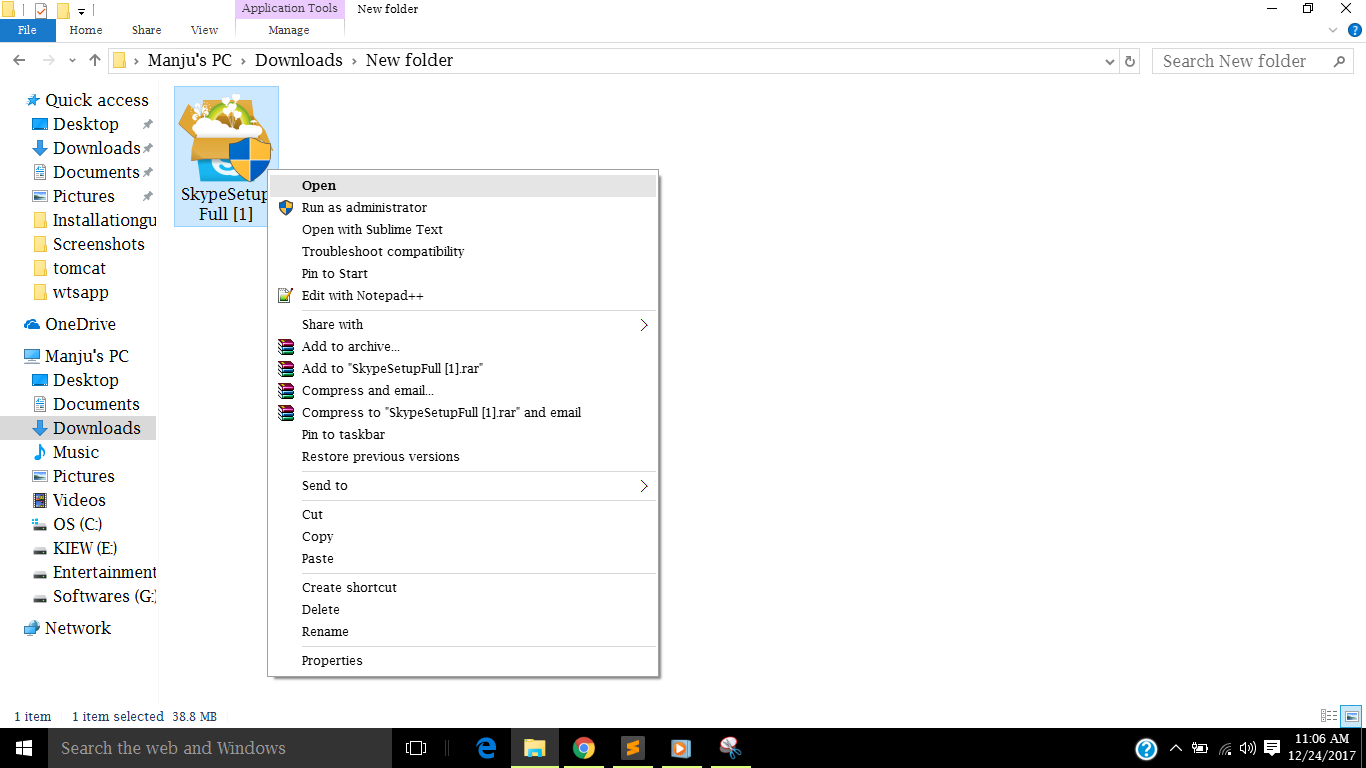 Application Tools
New folder
File
Home
Share
View
Manage
Manju's PC
Downloads
New folder
Search New folder
Quick access
Desktop
Downloads
Documents
Pictures
Installationgu
Screenshots
tomcat
wtsapp
OneDrive
Manju's PC
Desktop
Documents
Downloads
Music
Pictures
Videos
OS (C:)
KIEW (E:)
Entertainment
Softwares (G:)
Network
SkypeSetup
Full [1]
Open
Run as administrator
Open with Sublime Text
Troubleshoot compatibility
Pin to Start
Edit with Notepad++
Share with
Add to archive...
Add to "SkypeSetupFull [1].rar"
Compress and email...
Compress to "SkypeSetupFull [1].rar" and email
Pin to taskbar
Restore previous versions
Send to
Cut
Copy
Paste
Create shortcut
Delete
Rename
Properties
1 item
1 item selected 38.8 MB
Search the web and Windows
11:06 AM
12/24/2017